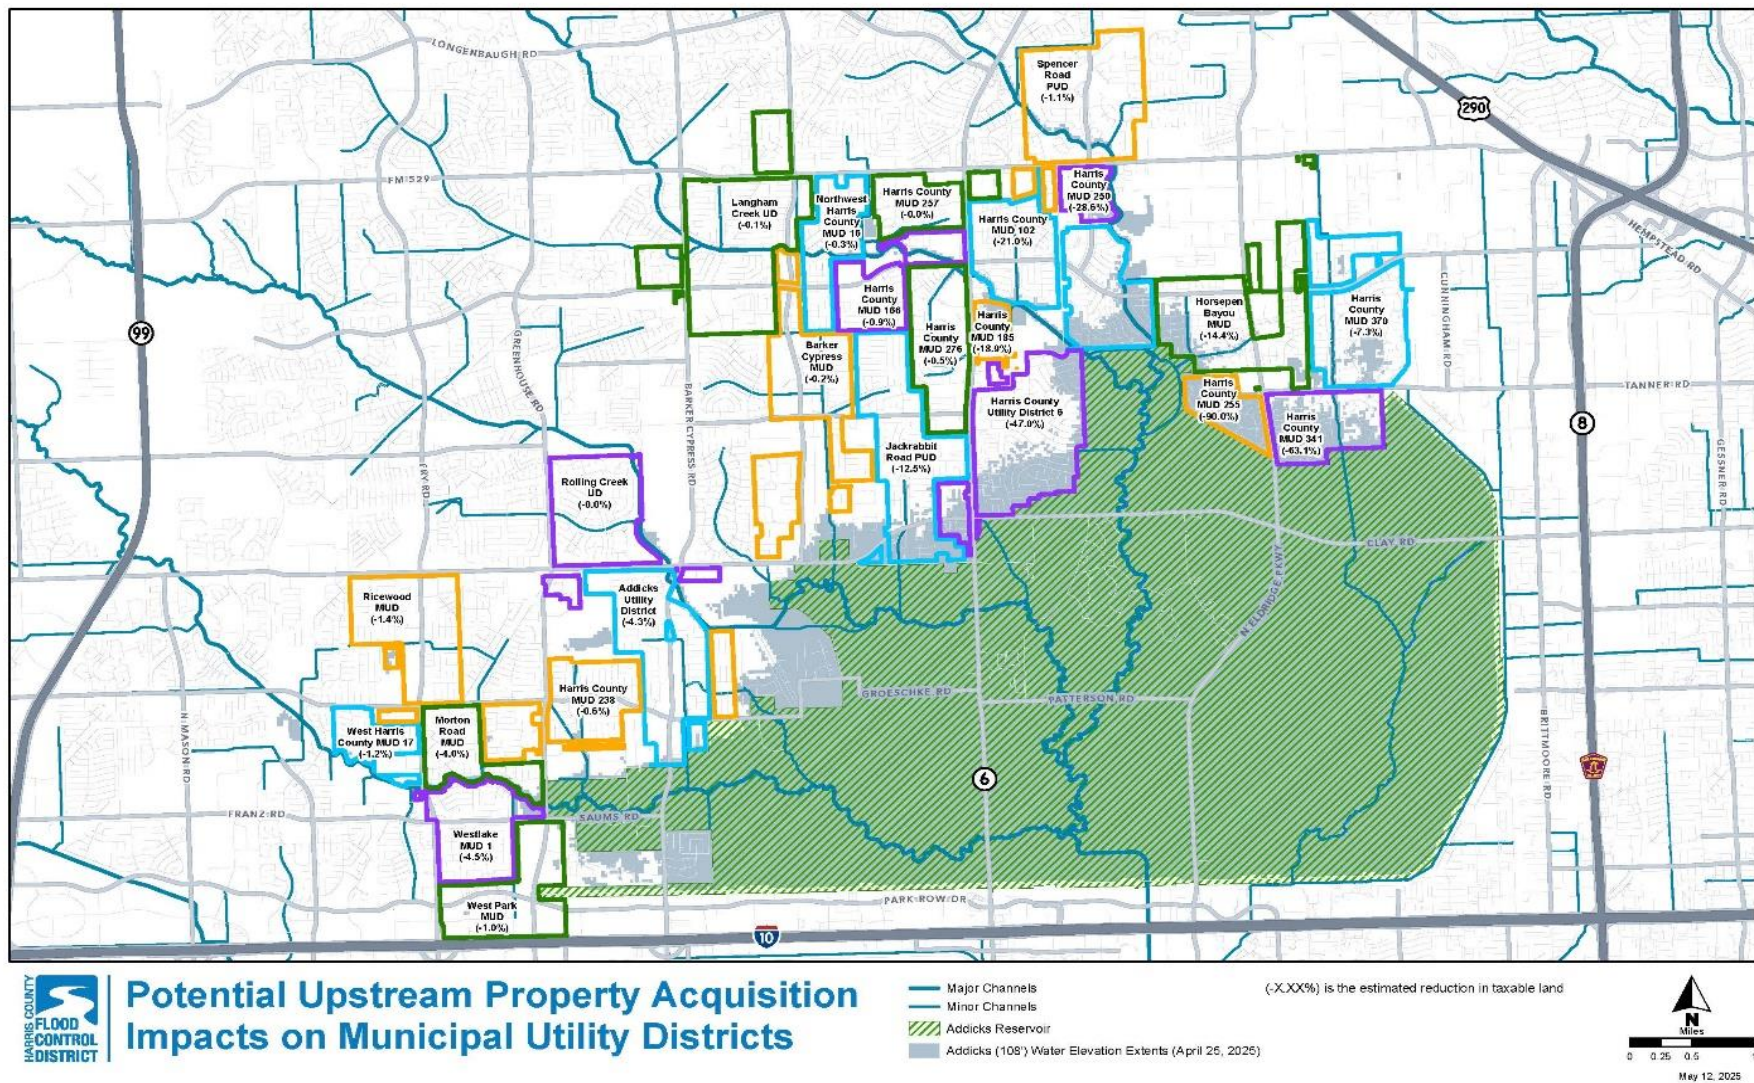 LONGENBAUGH RD
Spencer
Road
PUD
(-1.1%)
290
FM 529
Harris
County
MUD 250
(-28.6%)
Langham
Creek UD
(-0.1%)
Northwest
Harris
County
MUD 16
(-0.3%)
Harris County
MUD 257
(-0.0%)
Harris County
MUD 102
(-21.0%)
HEMPSTEAD RD
99
GREENHOUSE RD
BARKER CYPRESS RD
Harris
County
MUD 166
(-0.9%)
Harris
County
MUD 276
(-0.5%)
Harris
County
MUD 185
(-18.9%)
Horsepen
Bayou
MUD
(-14.4%)
Harris
County
MUD 370
(-7.3%)
CUNNINGHAM RD
Barker
Cypress
MUD
(-0.2%)
TANNER RD
Harris County
Utility District 6
(-47.0%)
Harris
County
MUD 255
(-90.0%)
Harris
County
MUD 341
(-63.1%)
8
GESSNER RD
Jackrabbit
Road PUD
(-12.5%)
FRY RD
Rolling Creek
UD
(-0.0%)
CLAY RD
N ELDRIDGE PKWY
Ricewood
MUD
(-1.4%)
Addicks
Utility
District
(-4.3%)
GROESCHKE RD
PATTERSON RD
Harris County
MUD 238
(-0.6%)
N MASON RD
West Harris
County MUD 17
(-1.2%)
Morton
Road
MUD
(-4.0%)
BRITTMOORE RD
6
FRANZ RD
SAUMS RD
Westlake
MUD 1
(-4.5%)
West Park
MUD
(-1.0%)
PARK ROW DR
10
HARRIS COUNTY
FLOOD
CONTROL
DISTRICT
Potential Upstream Property Acquisition
Impacts on Municipal Utility Districts
Major Channels
Minor Channels
Addicks Reservoir
Addicks (108') Water Elevation Extents (April 25, 2025)
(-X.XX%) is the estimated reduction in taxable land
N
Miles
0 0.25 0.5 1
May 12, 2025